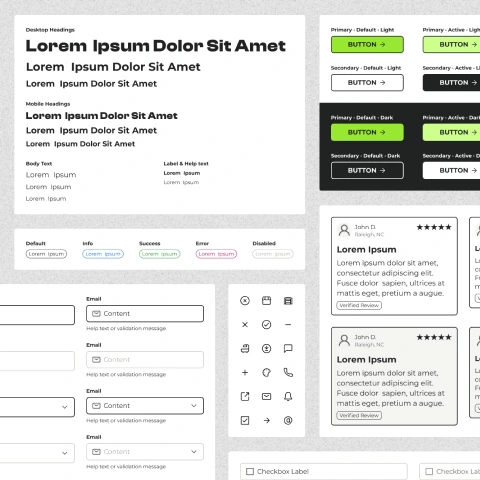 Desktop Headings
Lorem Ipsum Dolor Sit Amet
Lorem Ipsum Dolor Sit Amet
Lorem Ipsum Dolor Sit Amet
Mobile Headings
Lorem Ipsum Dolor Sit Amet
Lorem Ipsum Dolor Sit Amet
Lorem Ipsum Dolor Sit Amet
Body Text
Lorem Ipsum
Lorem Ipsum
Lorem Ipsum
Label & Help text
Lorem Ipsum
Lorem Ipsum
Primary - Default - Light
BUTTON →
Primary - Active - Light
BUTTON →
Secondary - Default - Light
BUTTON →
Secondary - Active - Li
BUTTON →
Primary - Default - Dark
BUTTON →
Primary - Active - Dark
BUTTON →
Secondary - Default - Dark
BUTTON →
Secondary - Active - D
BUTTON →
Default
Lorem Ipsum
Info
Lorem Ipsum
Success
Lorem Ipsum
Error
Lorem Ipsum
Disabled
Lorem Ipsum
Email
Content
Help text or validation message
Email
Content
Help text or validation message
Email
Content
Help text or validation message
Email
Content
Help text or validation message
John D.
Raleigh, NC
★★★★★
Lorem Ipsum
Lorem ipsum dolor sit amet,
consectetur adipiscing elit.
Fusce dolor sapien, ultrices at
mattis eget, pretium a augue.
Verified Review
John D.
Raleigh, NC
★★★★★
Lorem Ipsum
Lorem ipsum dolor sit amet,
consectetur adipiscing elit.
Fusce dolor sapien, ultrices at
mattis eget, pretium a augue.
Verified Review
Checkbox Label
Checkbox Label